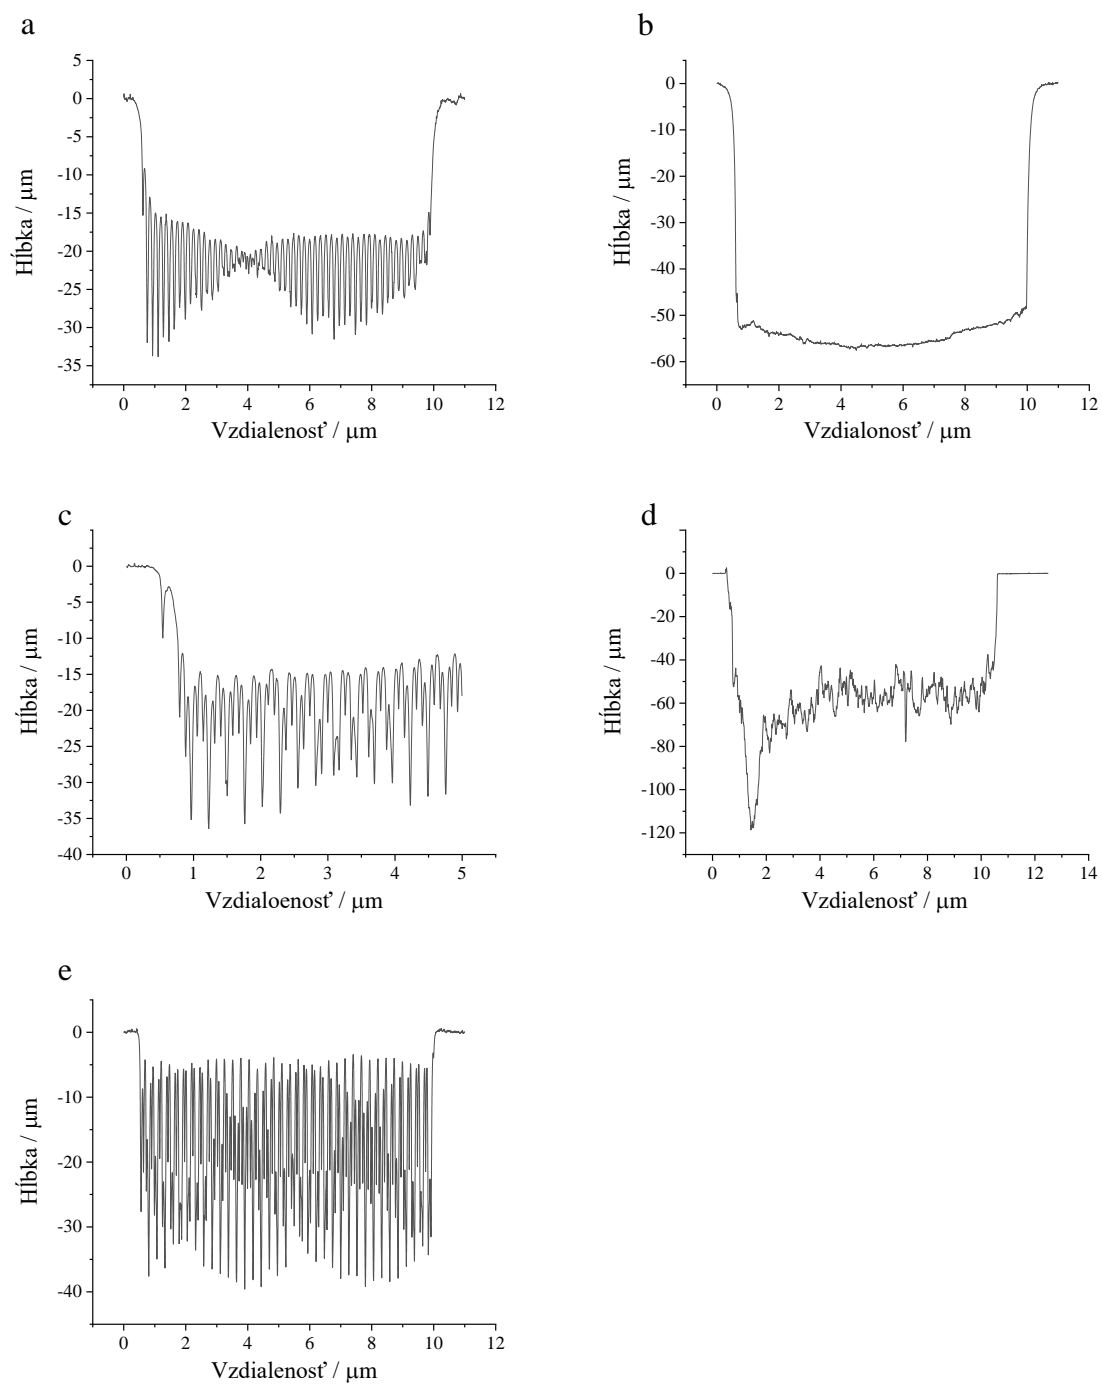 a
5
0
-5
-10
-15
-20
-25
-30
-35
Hĺbka / μm
0 2 4 6 8 10 12
Vzdialenosť / μm
b
0
-10
-20
-30
-40
-50
-60
Hĺbka / μm
0 2 4 6 8 10 12
Vzdialonosť / μm
c
0
-5
-10
-15
-20
-25
-30
-35
-40
Hĺbka / μm
0 1 2 3 4 5
Vzdialoenosť / μm
d
0
-20
-40
-60
-80
-100
-120
Hĺbka / μm
0 2 4 6 8 10 12 14
Vzdialenosť / μm
e
0
-10
-20
-30
-40
Hĺbka / μm
0 2 4 6 8 10 12
Vzdialenosť / μm